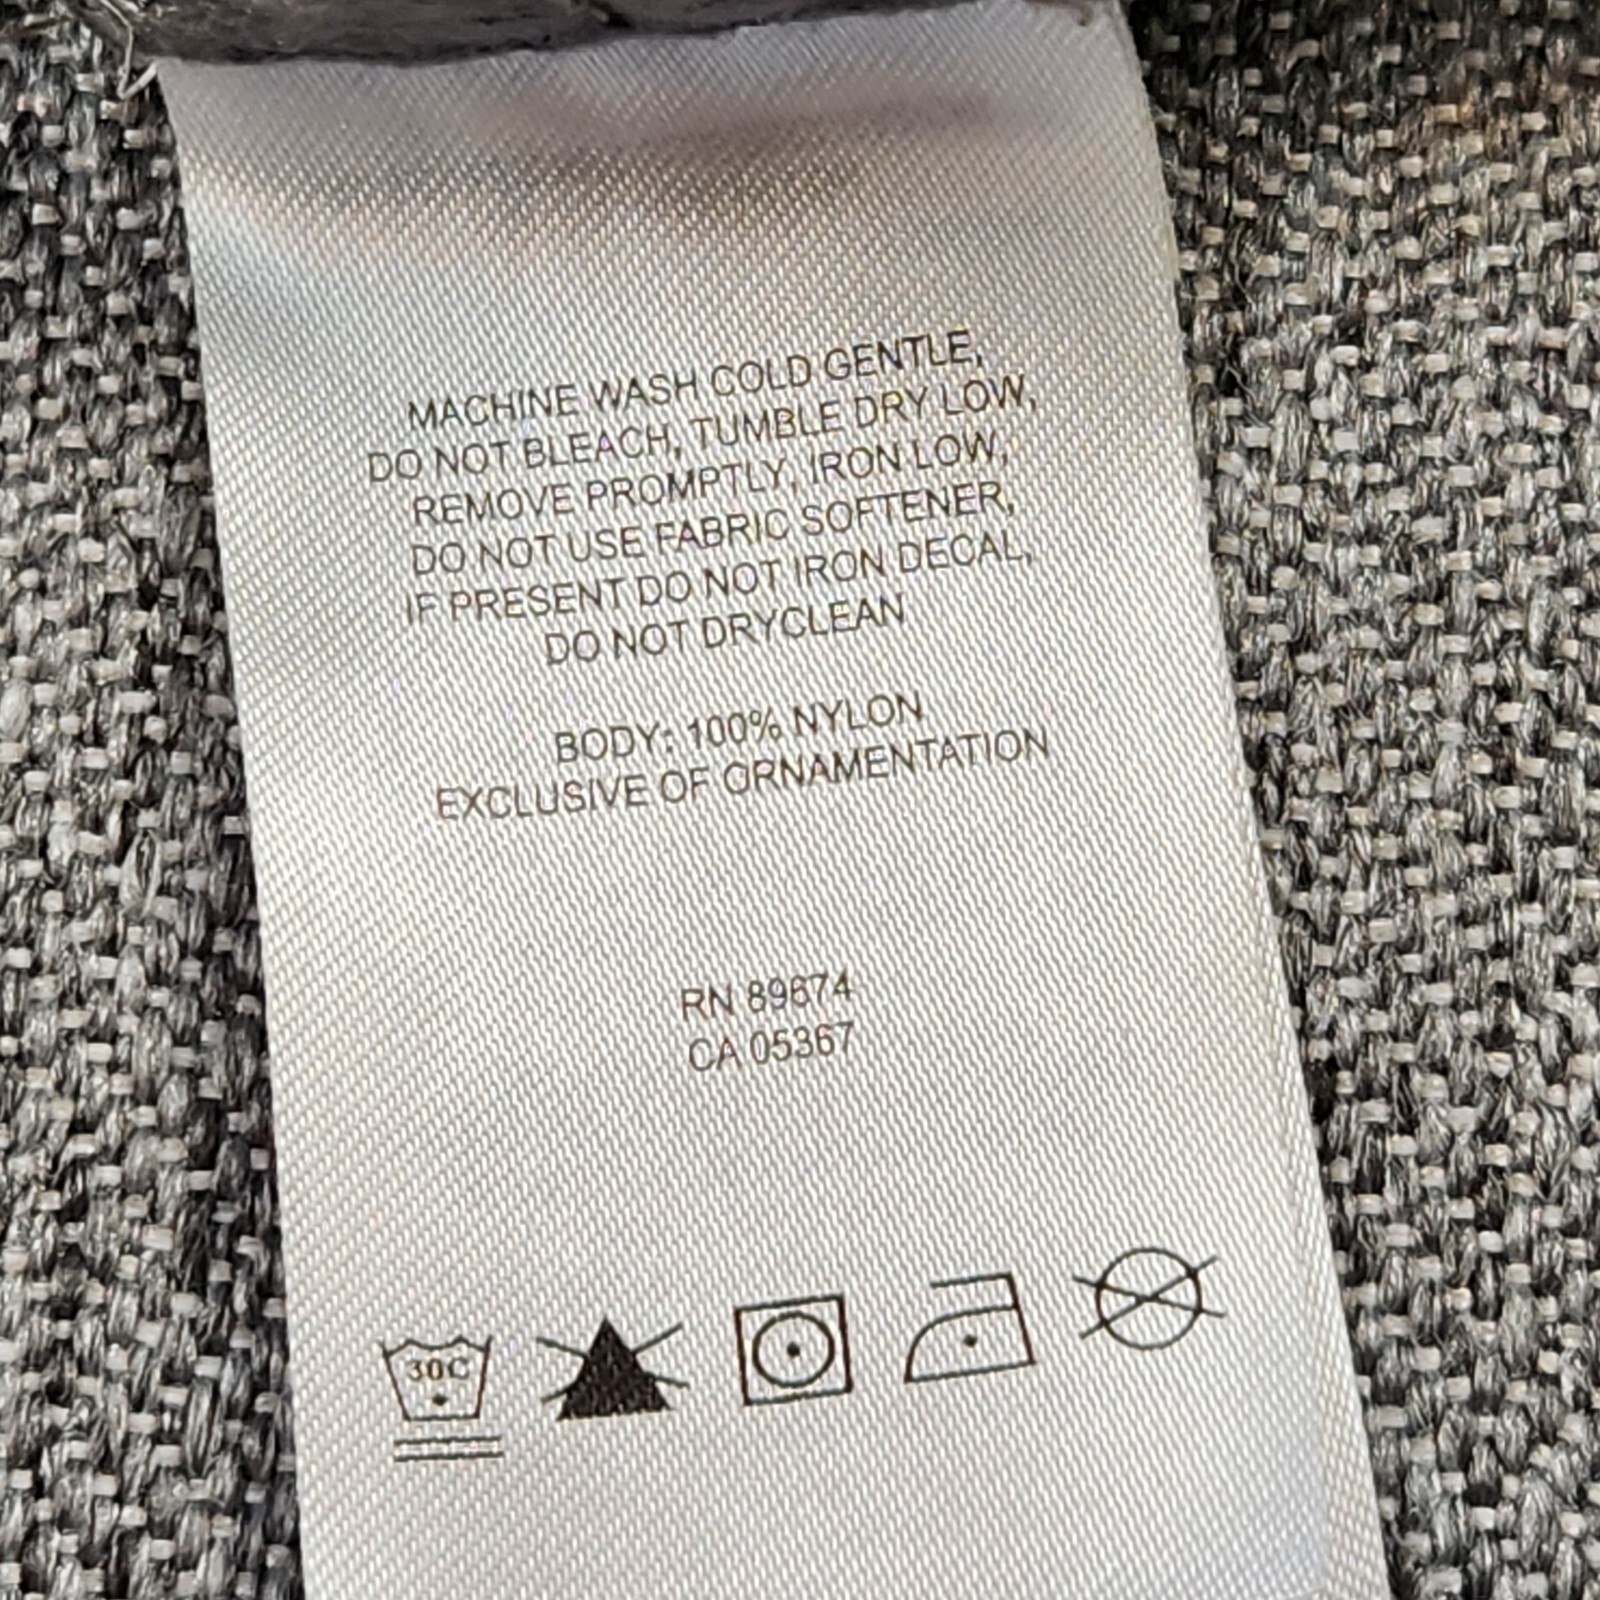 MACHINE WASH COLD GENTLE,
DO NOT BLEACH, TUMBLE DRY LOW,
REMOVE PROMPTLY, IRON LOW,
DO NOT USE FABRIC SOFTENER,
IF PRESENT DO NOT IRON DECAL,
DO NOT DRYCLEAN
BODY: 100% NYLON
EXCLUSIVE OF ORNAMENTATION
RN 89674
CA 05367
30C